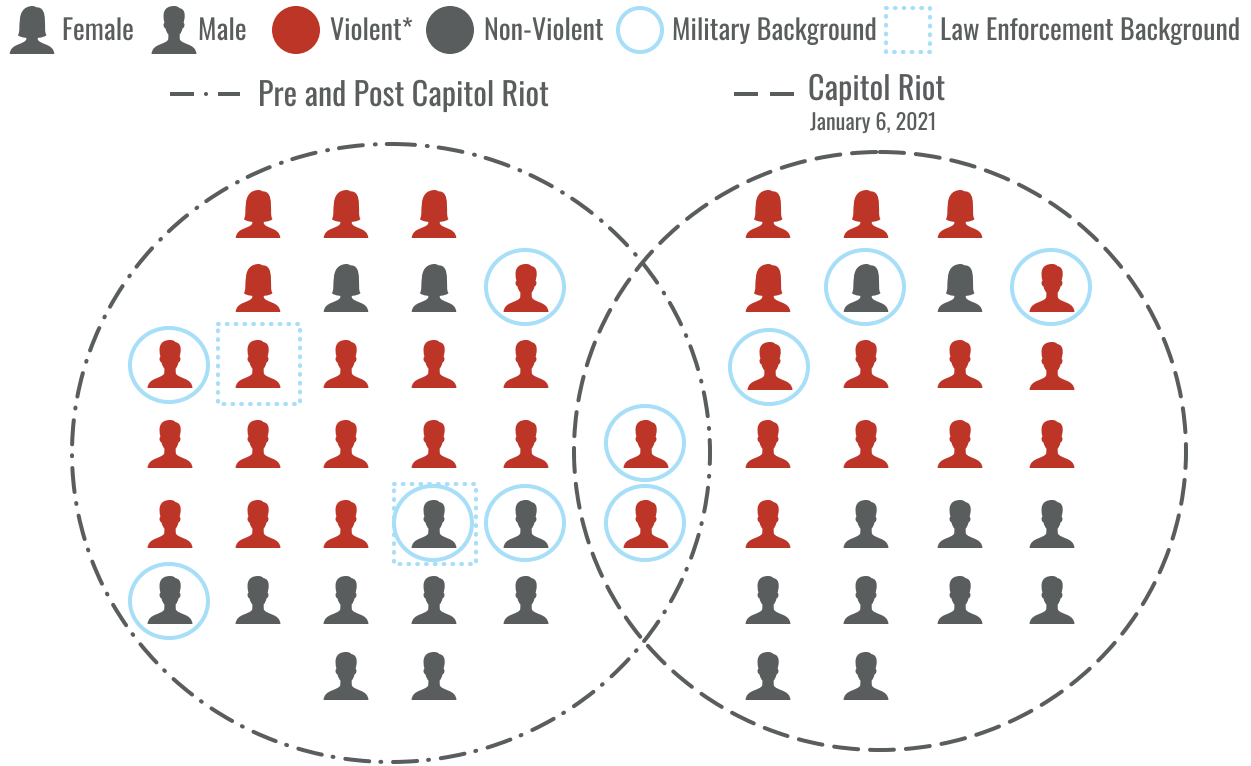 Female Male Violent* Non-Violent Military Background Law Enforcement Background
Pre and Post Capitol Riot
Capitol Riot
January 6, 2021